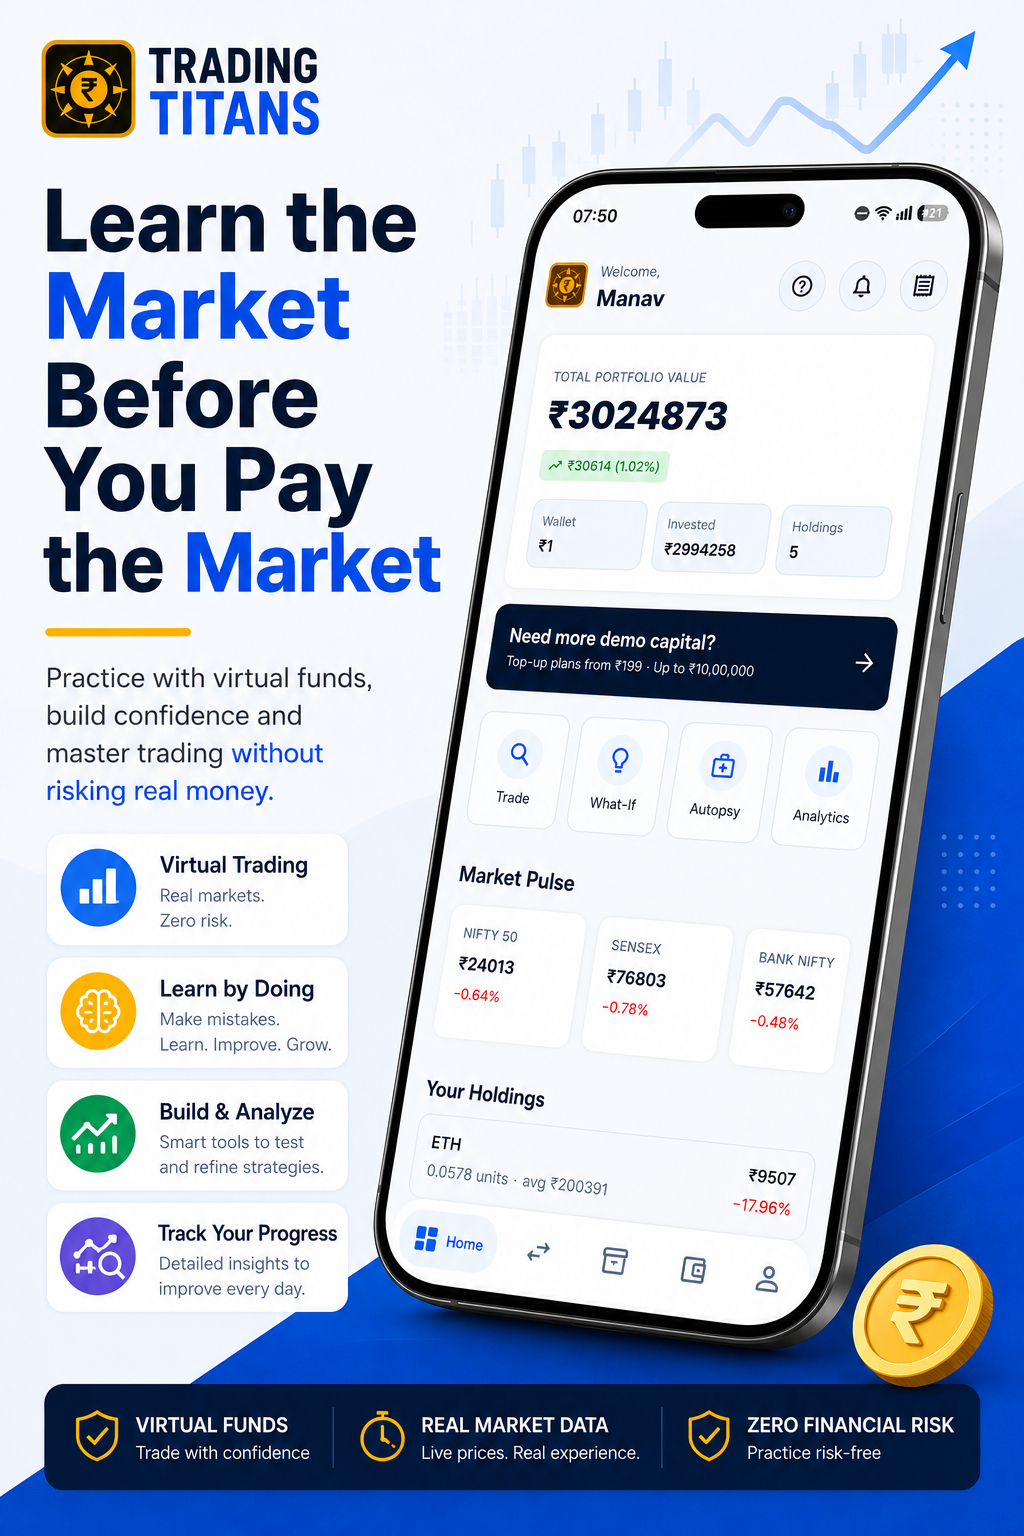 TRADING
TITANS
Learn the
Market
Before
You Pay
the Market
Practice with virtual funds,
build confidence and
master trading without
risking real money.
Virtual Trading
Real markets.
Zero risk.
Learn by Doing
Make mistakes.
Learn. Improve. Grow.
Build & Analyze
Smart tools to test
and refine strategies.
Track Your Progress
Detailed insights to
improve every day.
07:50
21
Welcome,
Manav
TOTAL PORTFOLIO VALUE
₹3024873
₹30614 (1.02%)
Wallet
₹1
Invested
₹2994258
Holdings
5
Need more demo capital?
Top-up plans from ₹199 · Up to ₹10,00,000
Trade
What-If
Autopsy
Analytics
Market Pulse
NIFTY 50
₹24013
-0.64%
SENSEX
₹76803
-0.78%
BANK NIFTY
₹57642
-0.48%
Your Holdings
ETH
0.0578 units · avg ₹200391
₹9507
-17.96%
Home
VIRTUAL FUNDS
Trade with confidence
REAL MARKET DATA
Live prices. Real experience.
ZERO FINANCIAL RISK
Practice risk-free